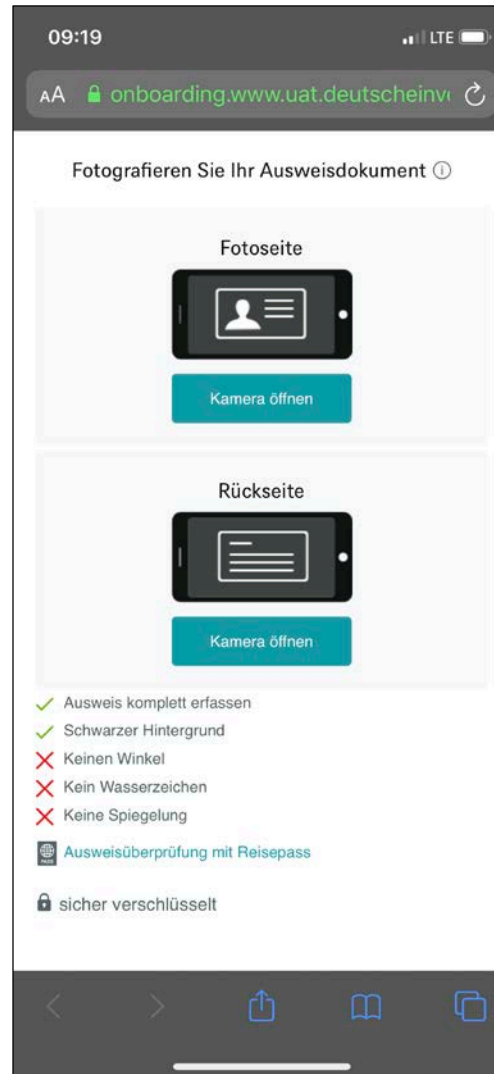 09:19
LTE
AA onboarding.www.uat.deutscheinv
Fotografieren Sie Ihr Ausweisdokument
Fotoseite
Kamera öffnen
Rückseite
Kamera öffnen
Ausweis komplett erfassen
Schwarzer Hintergrund
Keinen Winkel
Kein Wasserzeichen
Keine Spiegelung
PASS
Ausweisüberprüfung mit Reisepass
sicher verschlüsselt